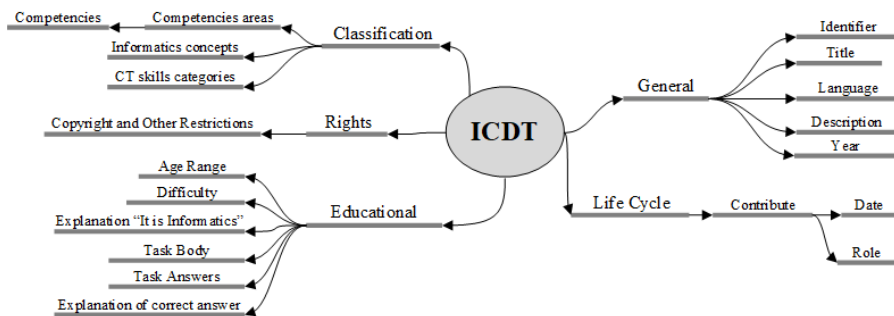 Competencies
Competencies areas
Classification
Informatics concepts
CT skills categories
Copyright and Other Restrictions
Rights
Age Range
Difficulty
Explanation “It is Informatics”
Educational
Task Body
Task Answers
Explanation of correct answer
ICDT
General
Identifier
Title
Language
Description
Year
Life Cycle
Contribute
Date
Role